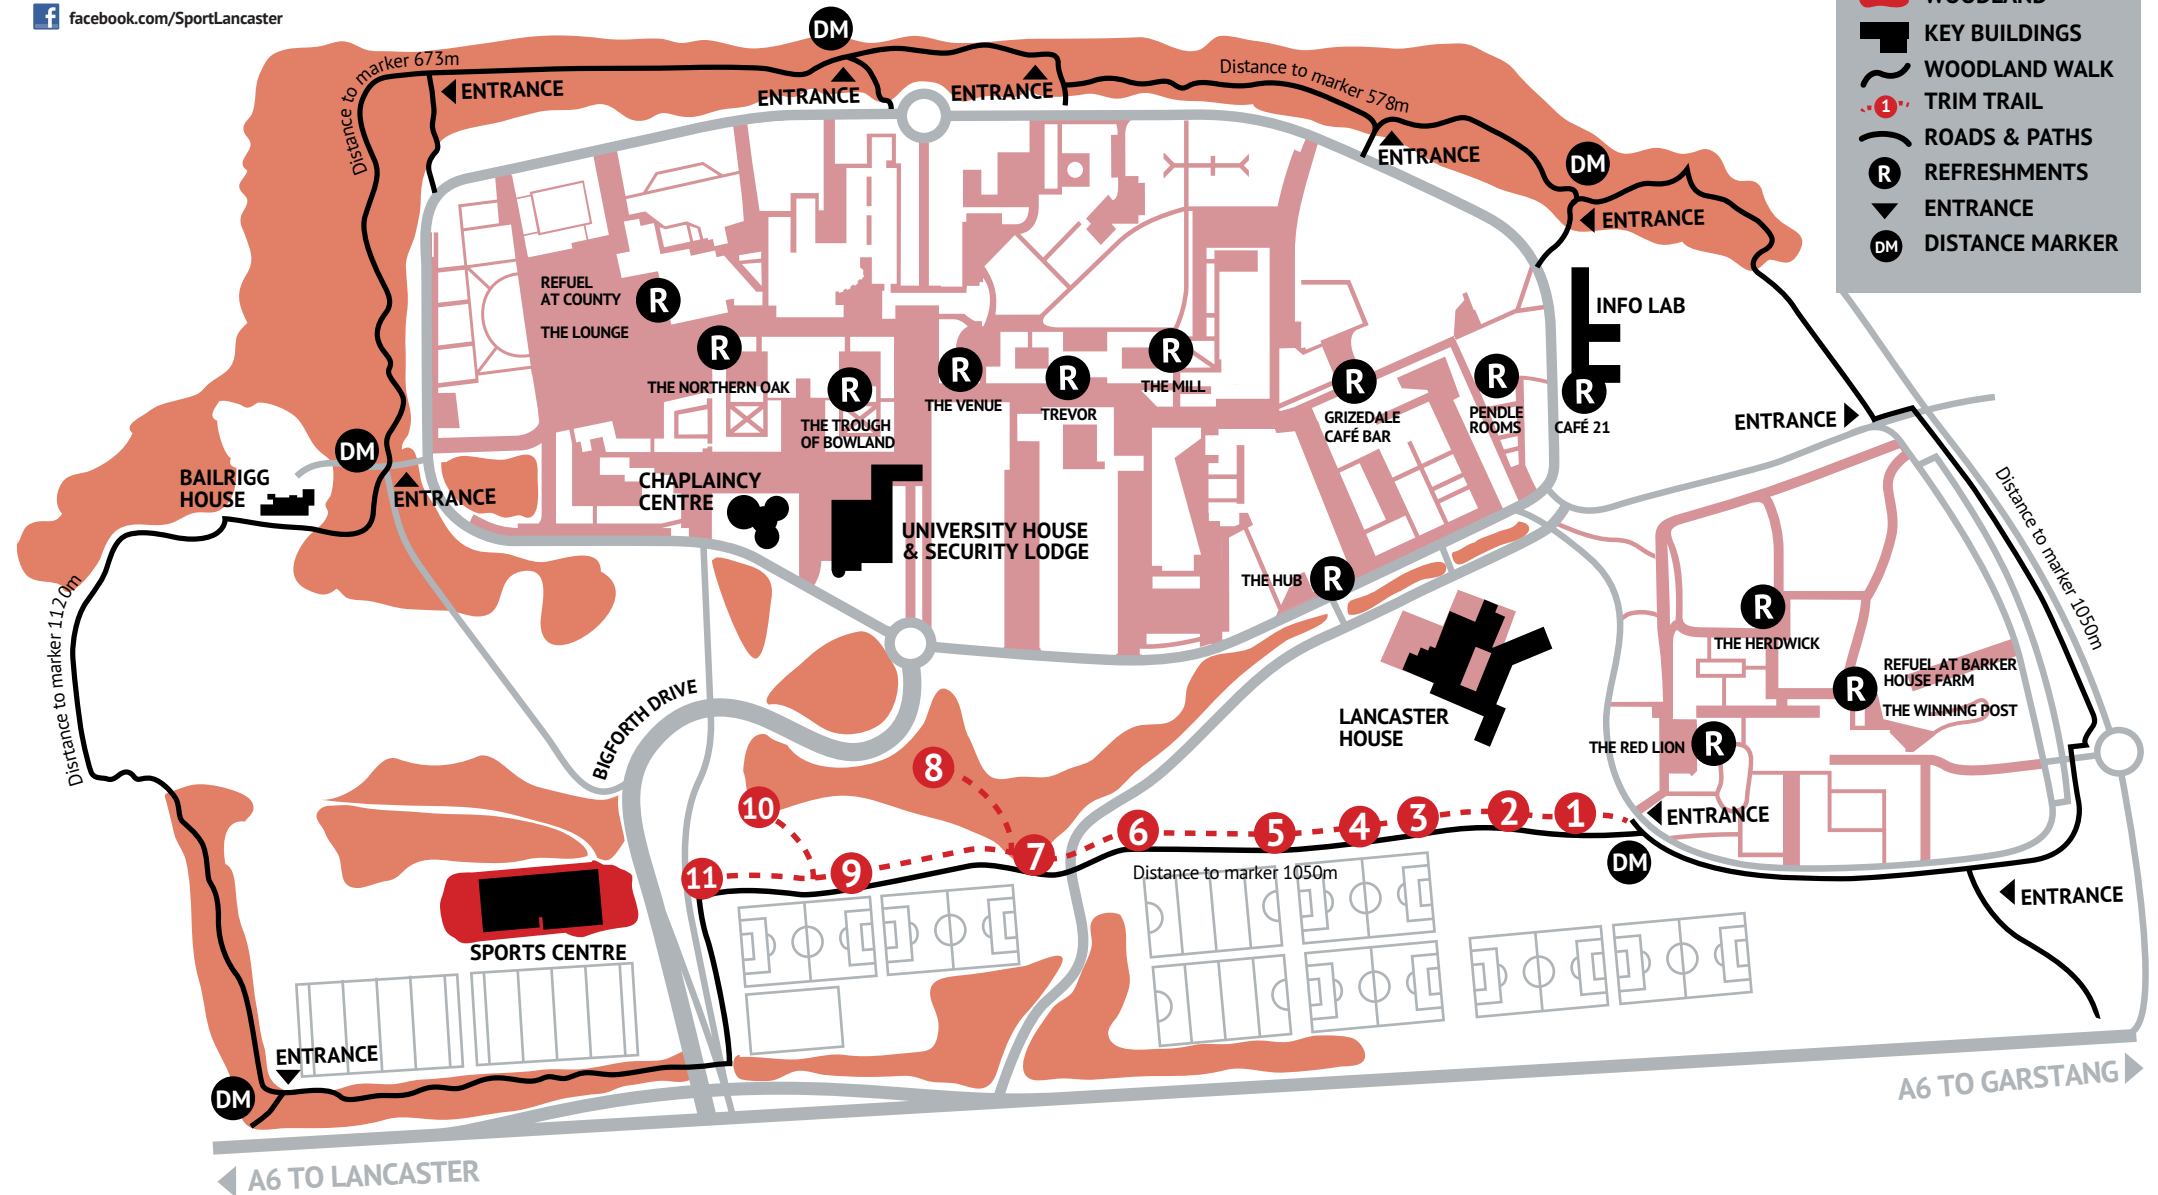 facebook.com/SportLancaster
WOODLAND
KEY BUILDINGS
WOODLAND WALK
1
TRIM TRAIL
ROADS & PATHS
R
REFRESHMENTS
ENTRANCE
DM
DISTANCE MARKER
DM
Distance to marker 673m
ENTRANCE
ENTRANCE
ENTRANCE
Distance to marker 578m
ENTRANCE
DM
ENTRANCE
REFUEL
AT COUNTY
R
THE LOUNGE
R
THE NORTHERN OAK
R
THE TROUGH
OF BOWLAND
R
THE VENUE
R
TREVOR
R
THE MILL
R
GRIZEDALE
CAFÉ BAR
R
PENDLE
ROOMS
INFO LAB
R
CAFÉ 21
ENTRANCE
DM
BAILRIGG
HOUSE
ENTRANCE
CHAPLAINCY
CENTRE
UNIVERSITY HOUSE
& SECURITY LODGE
THE HUB
R
Distance to marker 1050m
Disrtance to marker 1120m
R
THE HERDWICK
R
REFUEL AT BARKER
HOUSE FARM
THE WINNING POST
LANCASTER
HOUSE
THE RED LION
R
BIGFORTH DRIVE
8
10
11
9
7
6
5
4
3
2
1
ENTRANCE
DM
Distance to marker 1050m
ENTRANCE
SPORTS CENTRE
ENTRANCE
DM
A6 TO GARSTANG
A6 TO LANCASTER